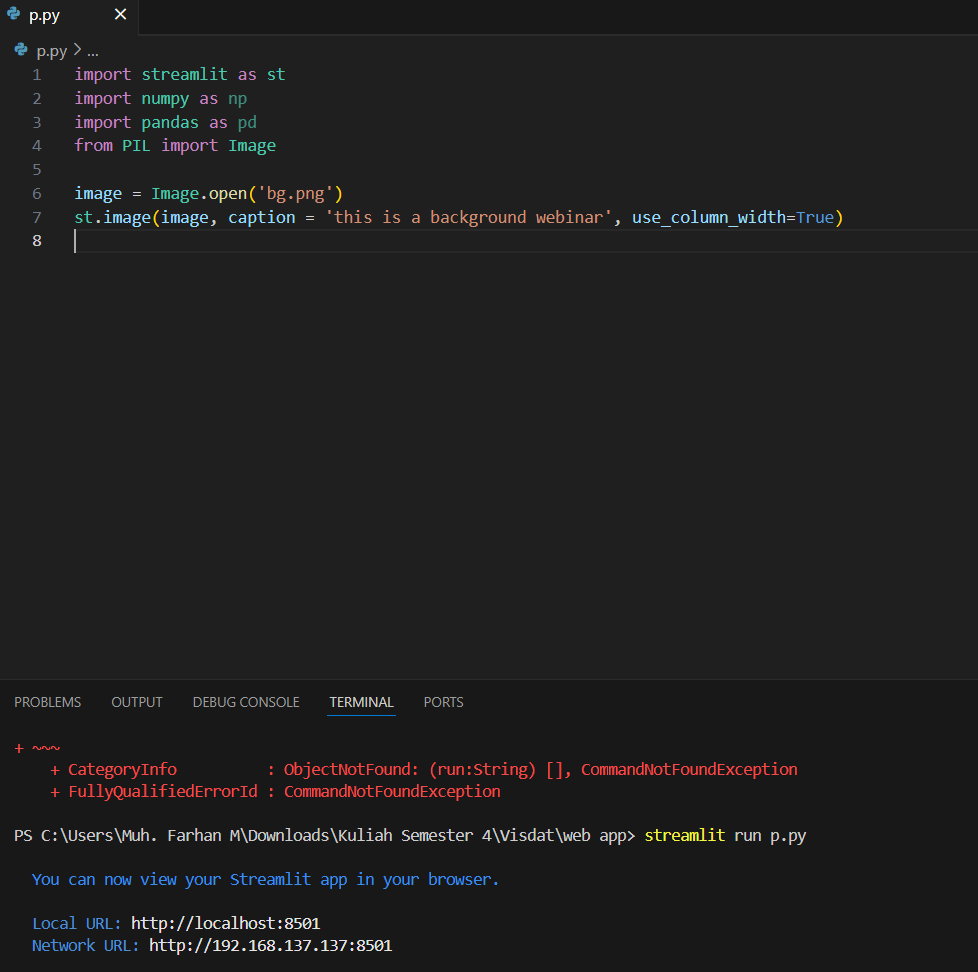 p.py
p.py > ...
1 import streamlit as st
2 import numpy as np
3 import pandas as pd
4 from PIL import Image
5
6 image = Image.open('bg.png')
7 st.image(image, caption = 'this is a background webinar', use_column_width=True)
8
PROBLEMS OUTPUT DEBUG CONSOLE TERMINAL PORTS
+ ~~~
    + CategoryInfo          : ObjectNotFound: (run:String) [], CommandNotFoundException
    + FullyQualifiedErrorId : CommandNotFoundException
PS C:\Users\Muh. Farhan M\Downloads\Kuliah Semester 4\Visdat\web app> streamlit run p.py
  You can now view your Streamlit app in your browser.
  Local URL: http://localhost:8501
  Network URL: http://192.168.137.137:8501